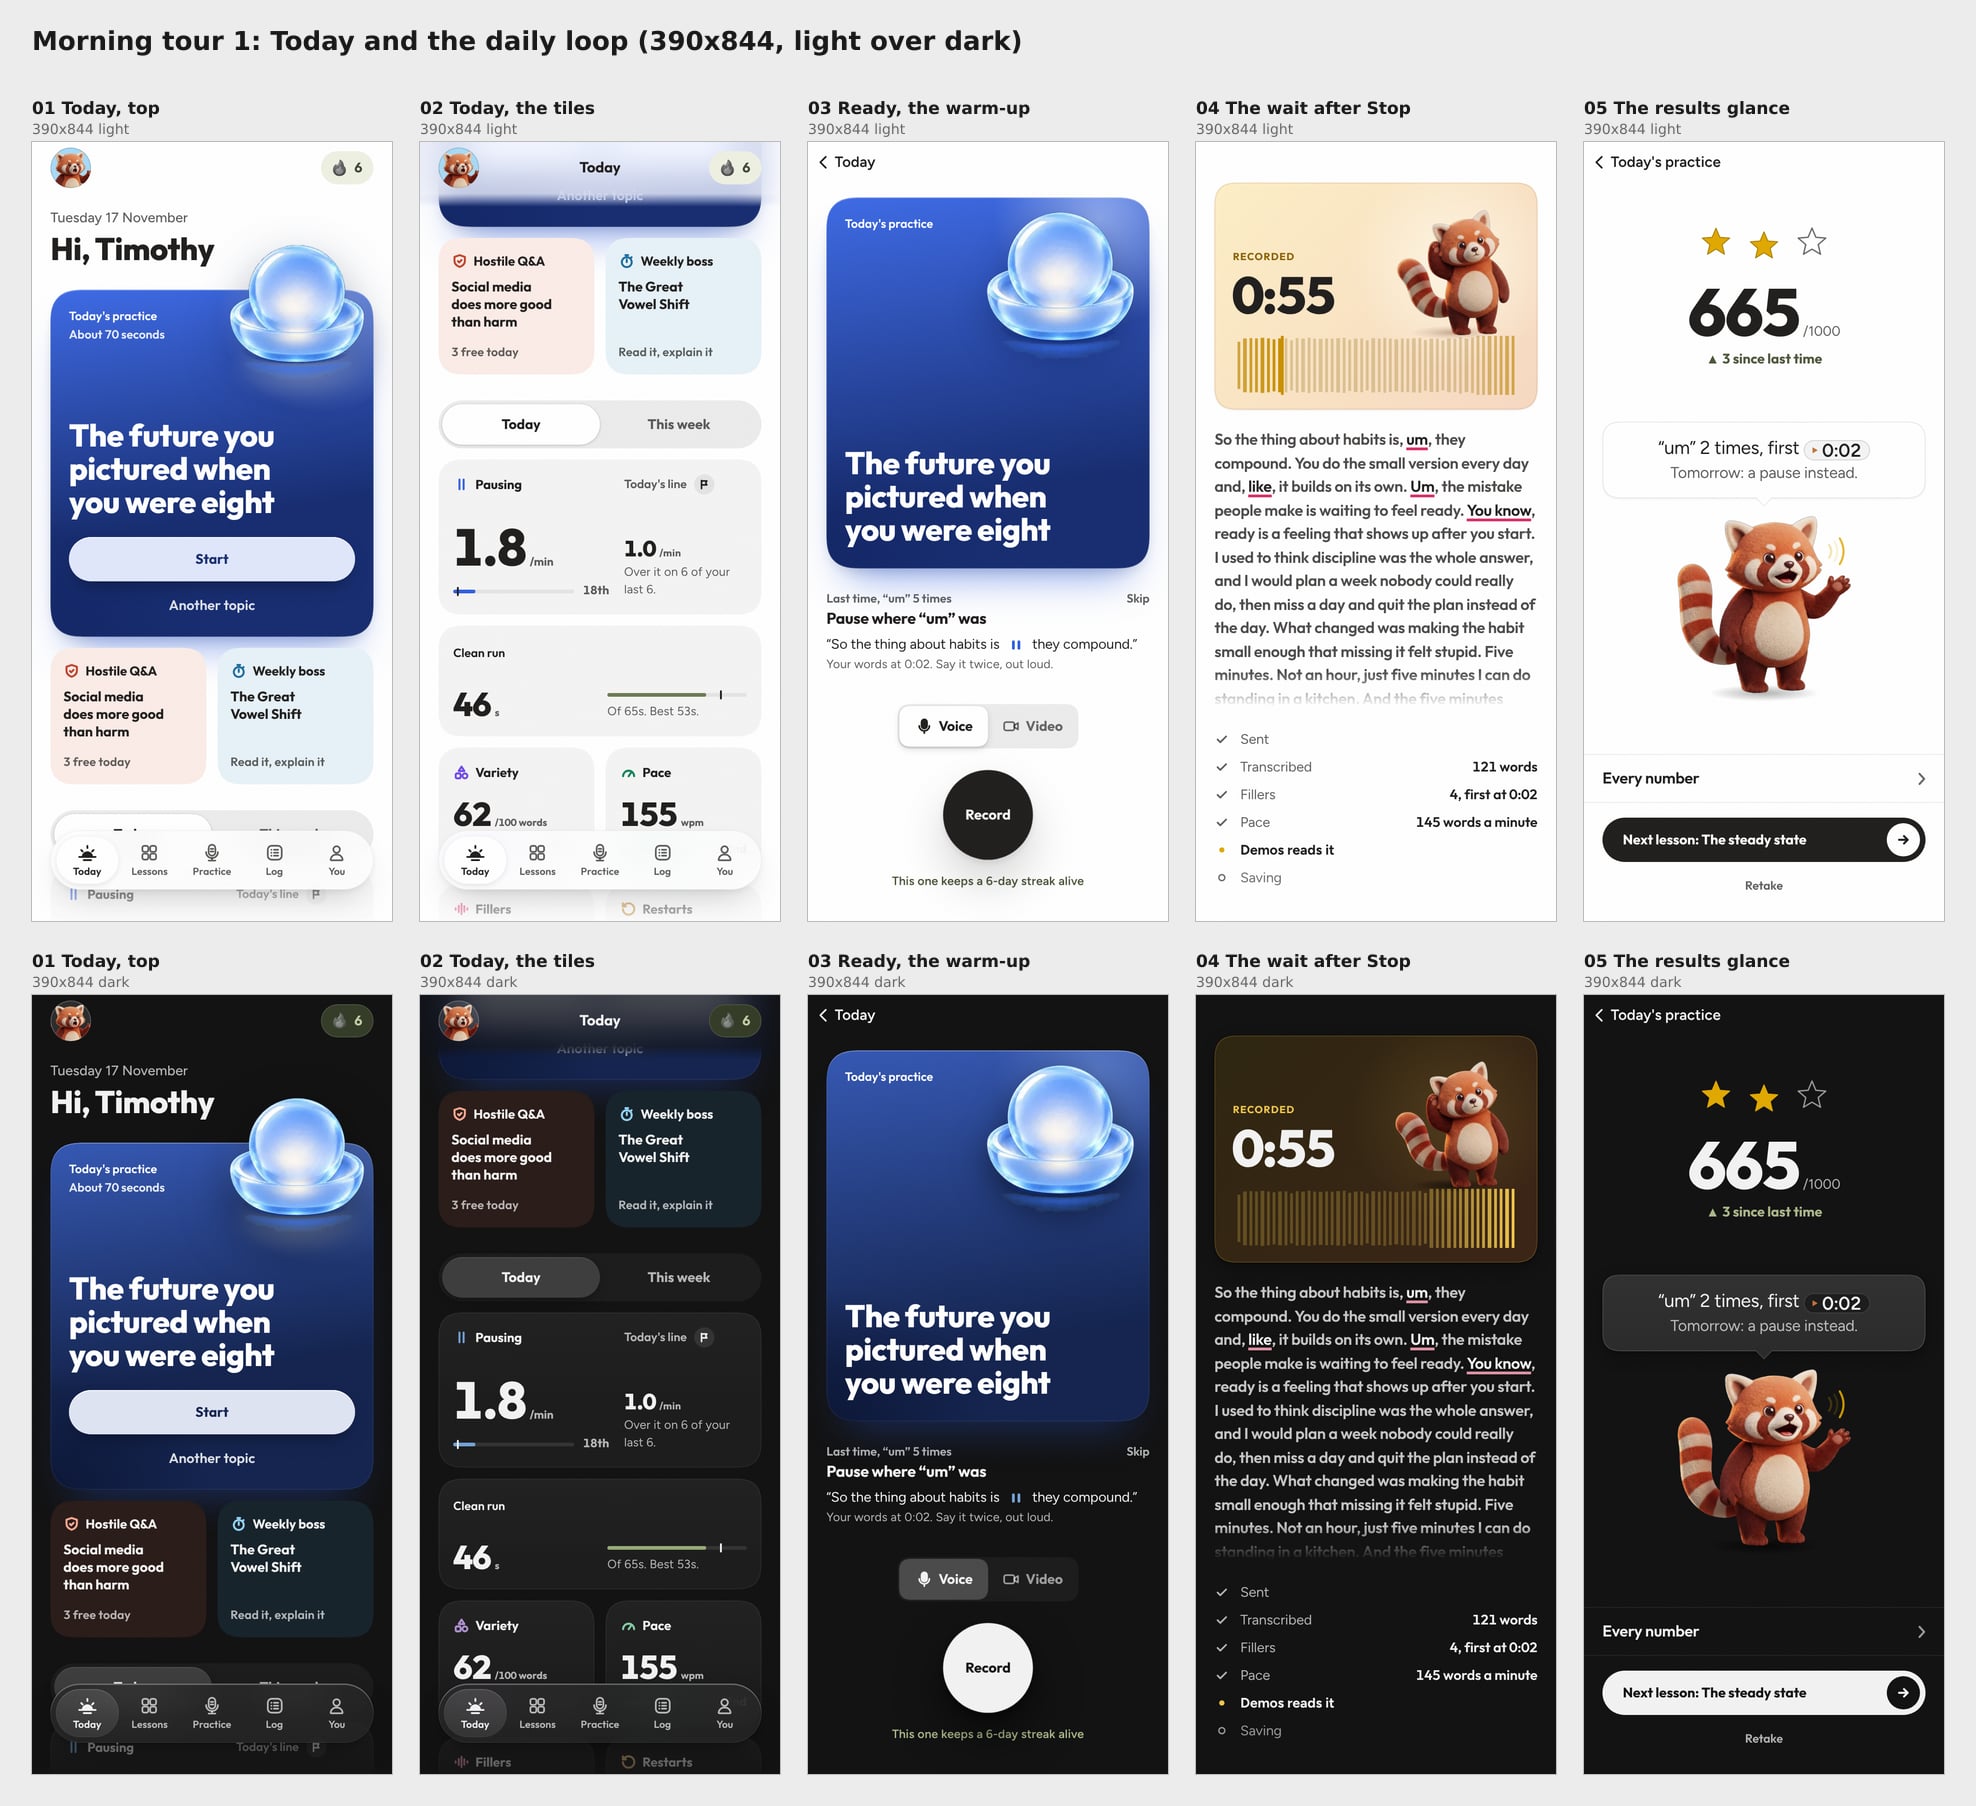 Morning tour 1: Today and the daily loop (390x844, light over dark)
01 Today, top
390x844 light
6
Tuesday 17 November
Hi, Timothy
Today's practice
About 70 seconds
The future you
pictured when
you were eight
Start
Another topic
Hostile Q&A
Social media
does more good
than harm
3 free today
Weekly boss
The Great
Vowel Shift
Read it, explain it
Today
Lessons
Practice
Log
You
Pausing
Today's line
02 Today, the tiles
390x844 light
Today
6
Another topic
Hostile Q&A
Social media
does more good
than harm
3 free today
Weekly boss
The Great
Vowel Shift
Read it, explain it
Today
This week
Pausing
Today's line
1.8 /min
18th
1.0 /min
Over it on 6 of your
last 6.
Clean run
46 s
Of 65s. Best 53s.
Variety
62 /100 words
Pace
155 wpm
Today
Lessons
Practice
Log
You
Fillers
Restarts
03 Ready, the warm-up
390x844 light
Today
Today's practice
The future you
pictured when
you were eight
Last time, “um” 5 times
Skip
Pause where “um” was
“So the thing about habits is they compound.”
Your words at 0:02. Say it twice, out loud.
Voice
Video
Record
This one keeps a 6-day streak alive
04 The wait after Stop
390x844 light
RECORDED
0:55
So the thing about habits is, um, they
compound. You do the small version every day
and, like, it builds on its own. Um, the mistake
people make is waiting to feel ready. You know,
ready is a feeling that shows up after you start.
I used to think discipline was the whole answer,
and I would plan a week nobody could really
do, then miss a day and quit the plan instead of
the day. What changed was making the habit
small enough that missing it felt stupid. Five
minutes. Not an hour, just five minutes I can do
standing in a kitchen. And the five minutes
Sent
Transcribed 121 words
Fillers 4, first at 0:02
Pace 145 words a minute
Demos reads it
Saving
05 The results glance
390x844 light
Today's practice
665 /1000
▲ 3 since last time
“um” 2 times, first 0:02
Tomorrow: a pause instead.
Every number
Next lesson: The steady state
Retake
01 Today, top
390x844 dark
6
Tuesday 17 November
Hi, Timothy
Today's practice
About 70 seconds
The future you
pictured when
you were eight
Start
Another topic
Hostile Q&A
Social media
does more good
than harm
3 free today
Weekly boss
The Great
Vowel Shift
Read it, explain it
Today
Lessons
Practice
Log
You
Pausing
Today's line
02 Today, the tiles
390x844 dark
Today
6
Another topic
Hostile Q&A
Social media
does more good
than harm
3 free today
Weekly boss
The Great
Vowel Shift
Read it, explain it
Today
This week
Pausing
Today's line
1.8 /min
18th
1.0 /min
Over it on 6 of your
last 6.
Clean run
46 s
Of 65s. Best 53s.
Variety
62 /100 words
Pace
155 wpm
Today
Lessons
Practice
Log
You
Fillers
Restarts
03 Ready, the warm-up
390x844 dark
Today
Today's practice
The future you
pictured when
you were eight
Last time, “um” 5 times
Skip
Pause where “um” was
“So the thing about habits is they compound.”
Your words at 0:02. Say it twice, out loud.
Voice
Video
Record
This one keeps a 6-day streak alive
04 The wait after Stop
390x844 dark
RECORDED
0:55
So the thing about habits is, um, they
compound. You do the small version every day
and, like, it builds on its own. Um, the mistake
people make is waiting to feel ready. You know,
ready is a feeling that shows up after you start.
I used to think discipline was the whole answer,
and I would plan a week nobody could really
do, then miss a day and quit the plan instead of
the day. What changed was making the habit
small enough that missing it felt stupid. Five
minutes. Not an hour, just five minutes I can do
standing in a kitchen. And the five minutes
Sent
Transcribed 121 words
Fillers 4, first at 0:02
Pace 145 words a minute
Demos reads it
Saving
05 The results glance
390x844 dark
Today's practice
665 /1000
▲ 3 since last time
“um” 2 times, first 0:02
Tomorrow: a pause instead.
Every number
Next lesson: The steady state
Retake